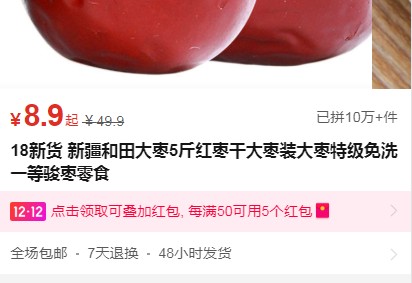 ¥8.9起 ¥49.9 已拼10万+件
18新货 新疆和田大枣5斤红枣干大枣装大枣特级免洗
一等骏枣零食
12·12 点击领取可叠加红包, 每满50可用5个红包
全场包邮 - 7天退换 - 48小时发货